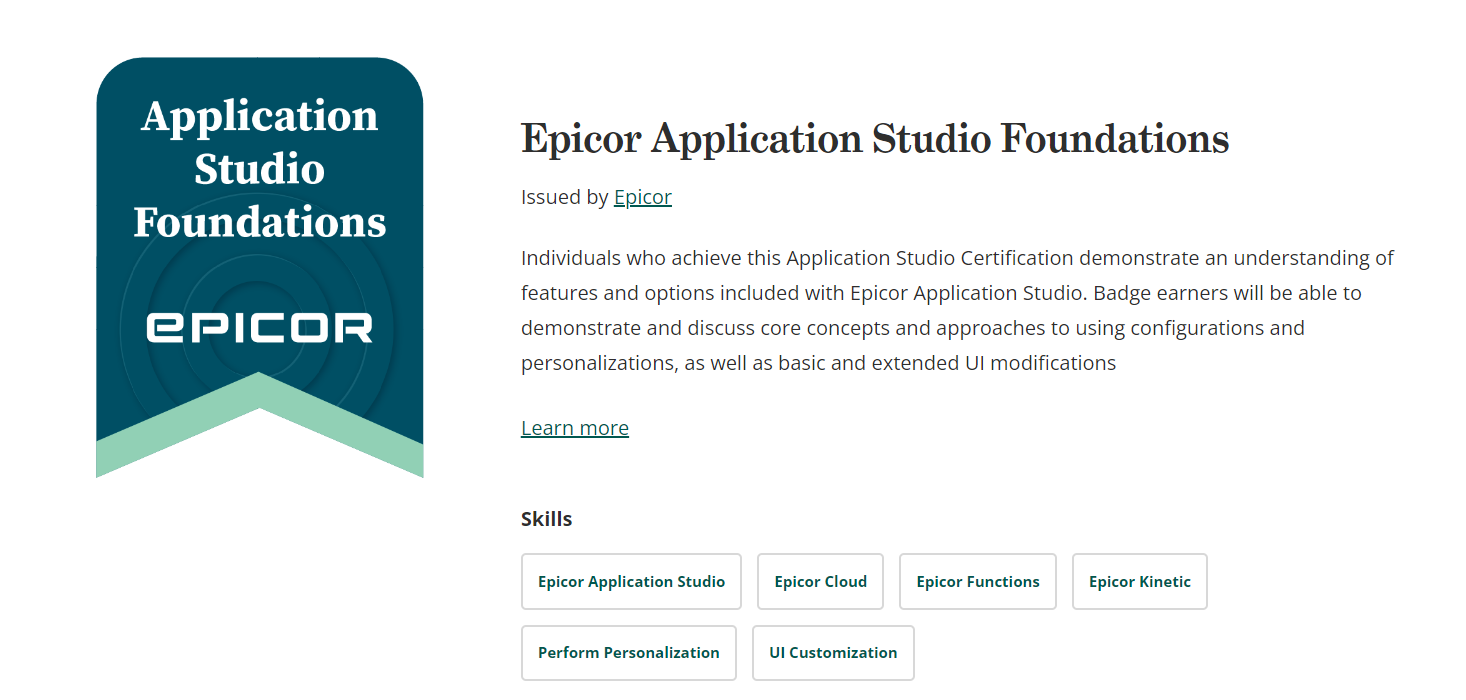 Application
Studio
Foundations
EPICOR
Epicor Application Studio Foundations
Issued by Epicor
Individuals who achieve this Application Studio Certification demonstrate an understanding of
features and options included with Epicor Application Studio. Badge earners will be able to
demonstrate and discuss core concepts and approaches to using configurations and
personalizations, as well as basic and extended UI modifications
Learn more
Skills
Epicor Application Studio
Epicor Cloud
Epicor Functions
Epicor Kinetic
Perform Personalization
UI Customization